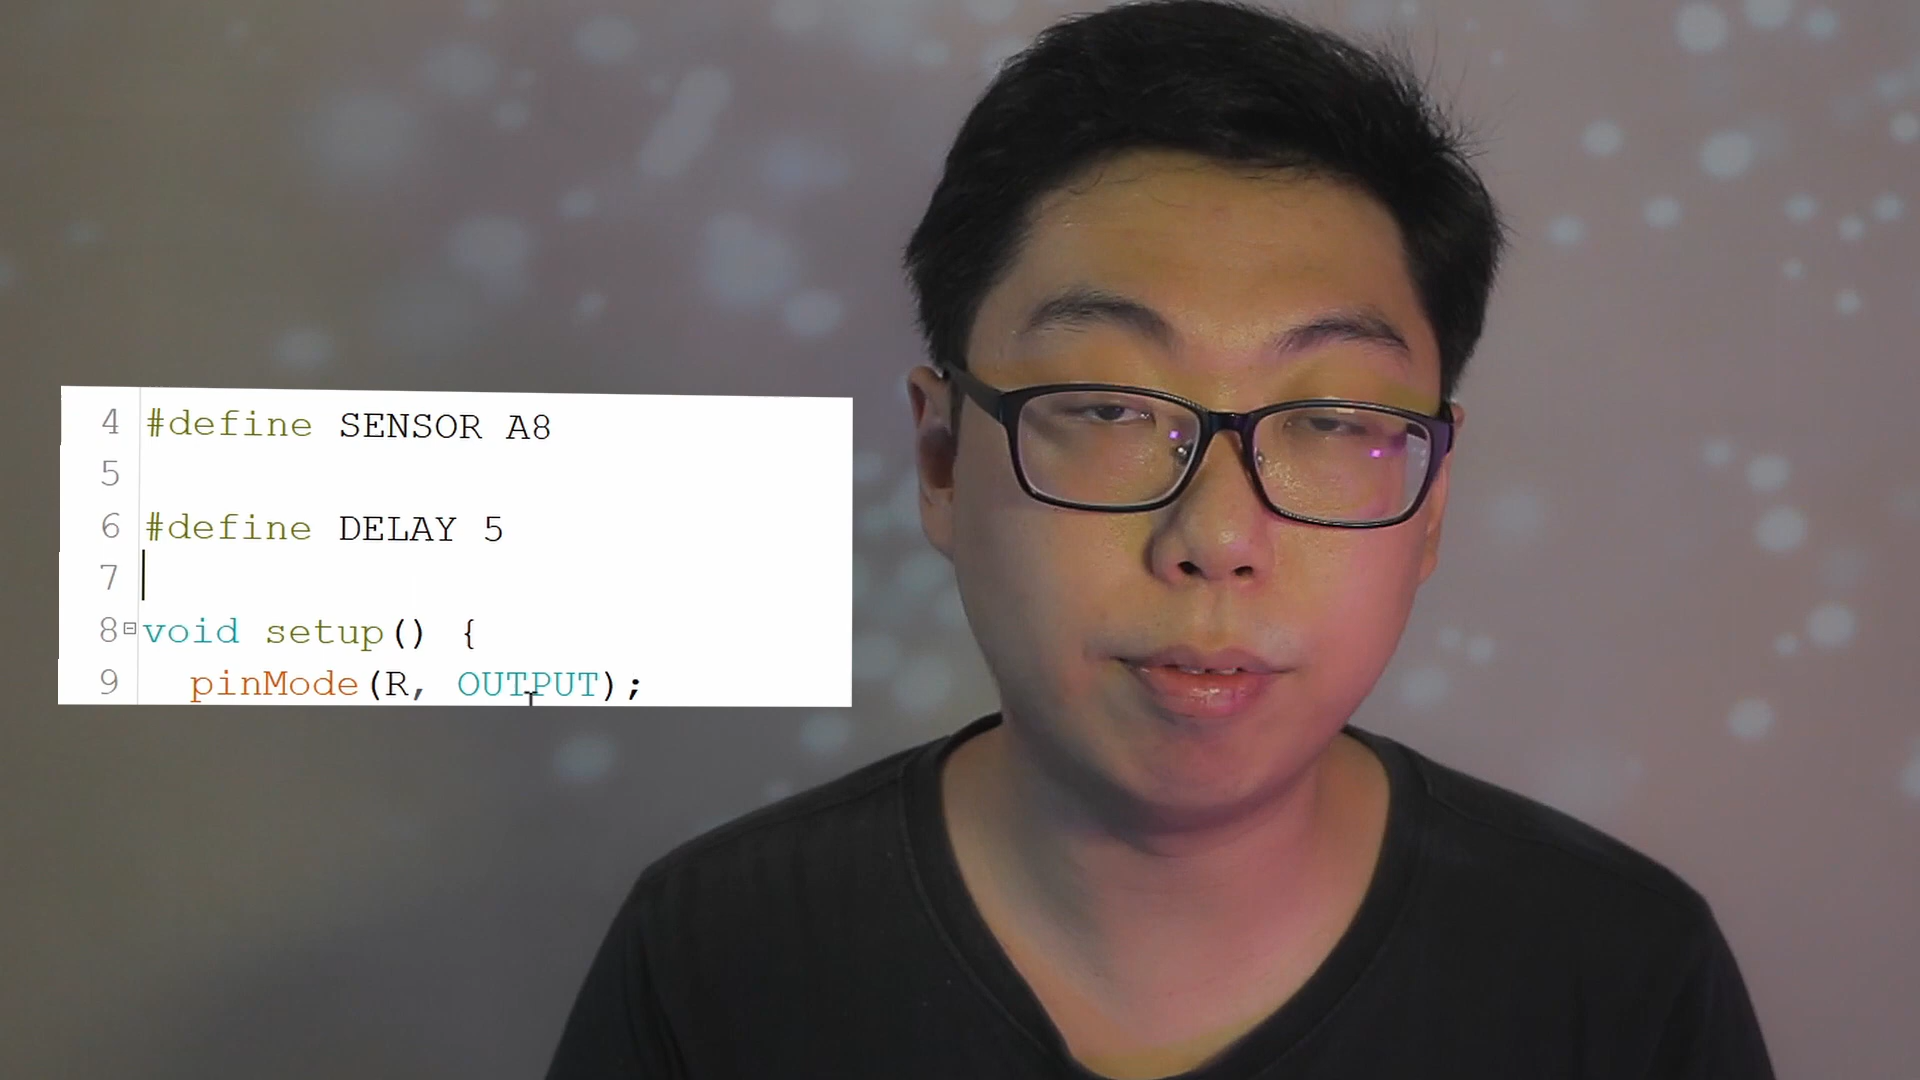 4 #define SENSOR A8
5
6 #define DELAY 5
7
8 void setup() {
9 pinMode(R, OUTPUT);